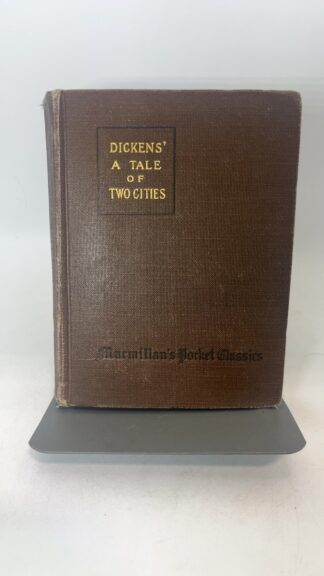 DICKENS'
A TALE
OF
TWO CITIES
Macmillan's Pocket Classics